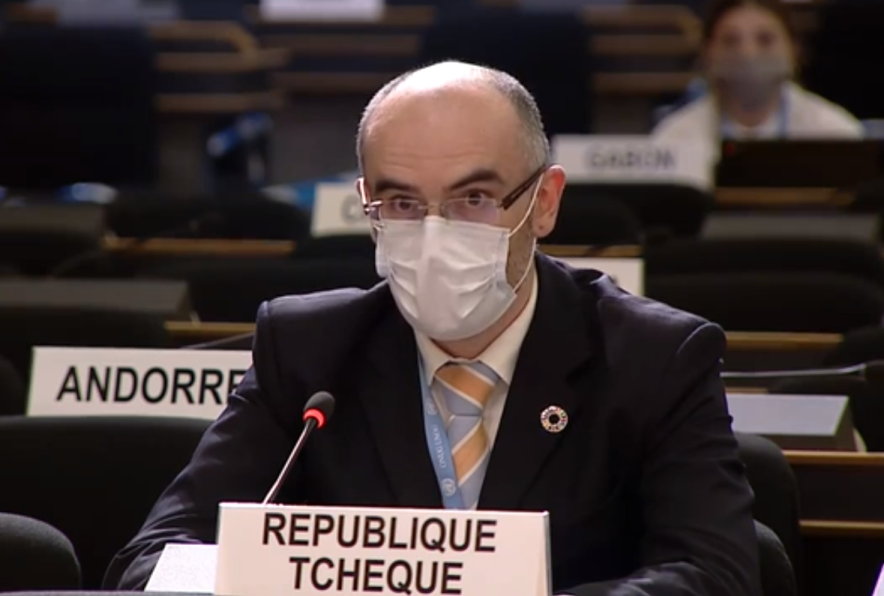 GABON
ANDORRE
REPUBLIQUE
TCHEQUE